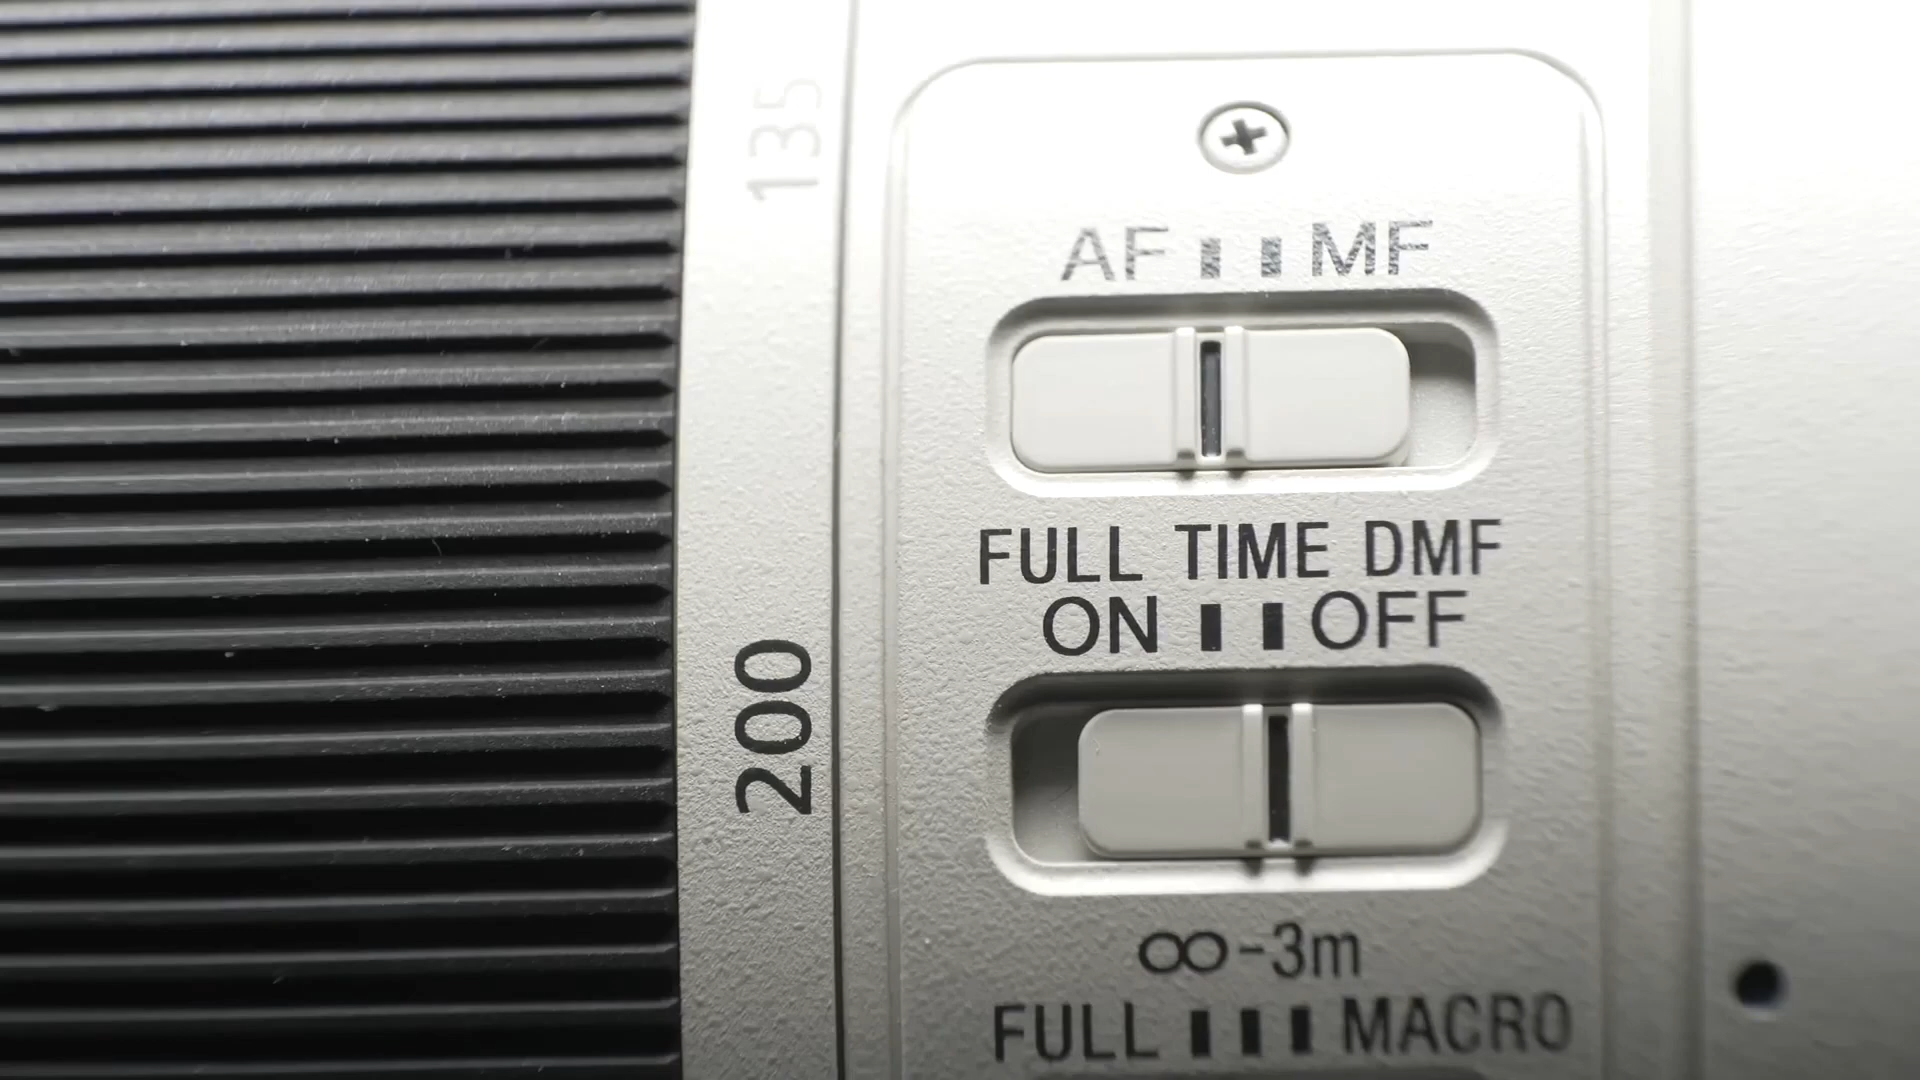 135
200
AF MF
FULL TIME DMF
ON OFF
∞-3m
FULL MACRO